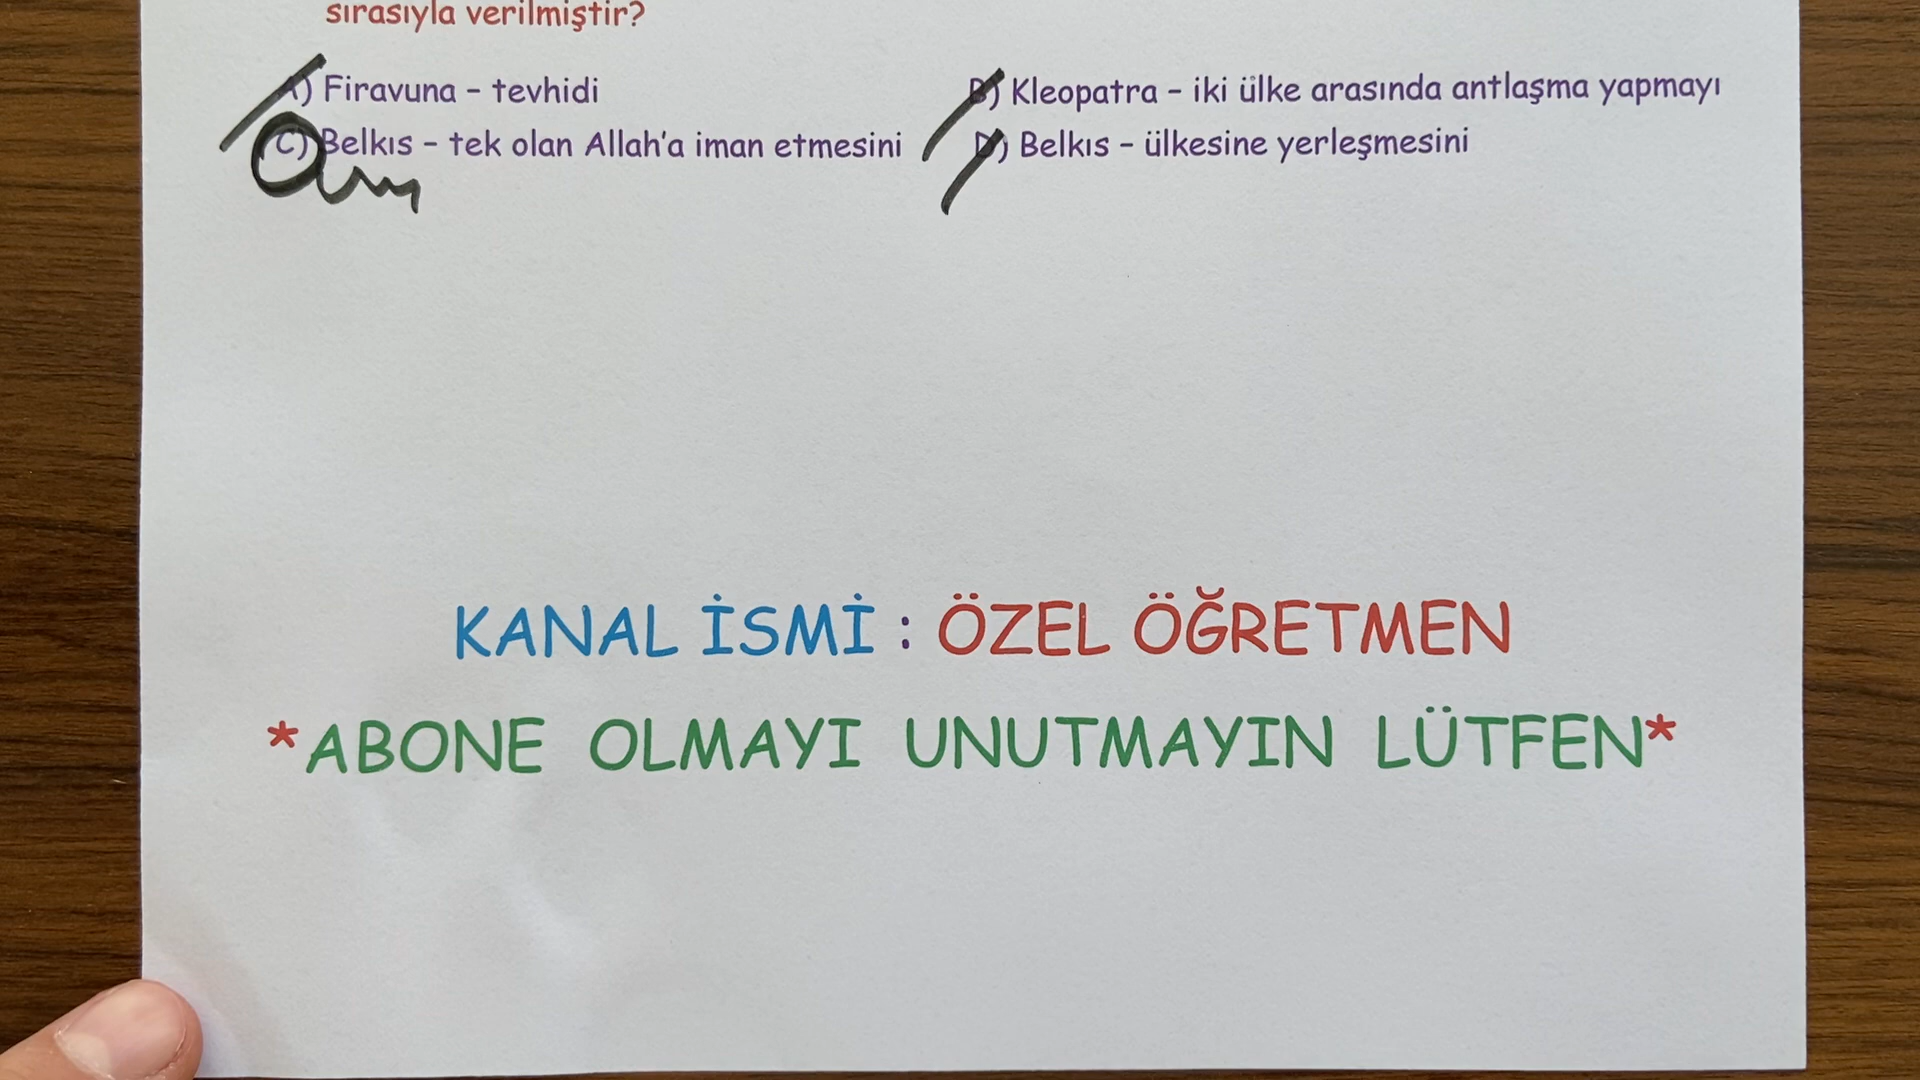 sırasıyla verilmiştir?
A) Firavuna – tevhidi B) Kleopatra – iki ülke arasında antlaşma yapmayı
C) Belkıs – tek olan Allah'a iman etmesini D) Belkıs – ülkesine yerleşmesini
KANAL İSMİ : ÖZEL ÖĞRETMEN
*ABONE OLMAYI UNUTMAYIN LÜTFEN*